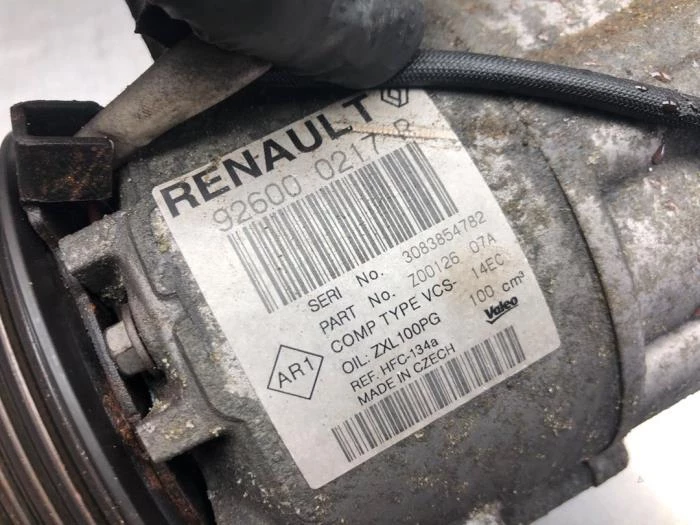 RENAULT
92600 0217 R
SERI No. 3083854782
PART No. Z00126 07A
COMP TYPE VCS- 14EC
OIL: ZXL100PG 100 cm³
REF. HFC-134a
MADE IN CZECH
Valeo
AR1